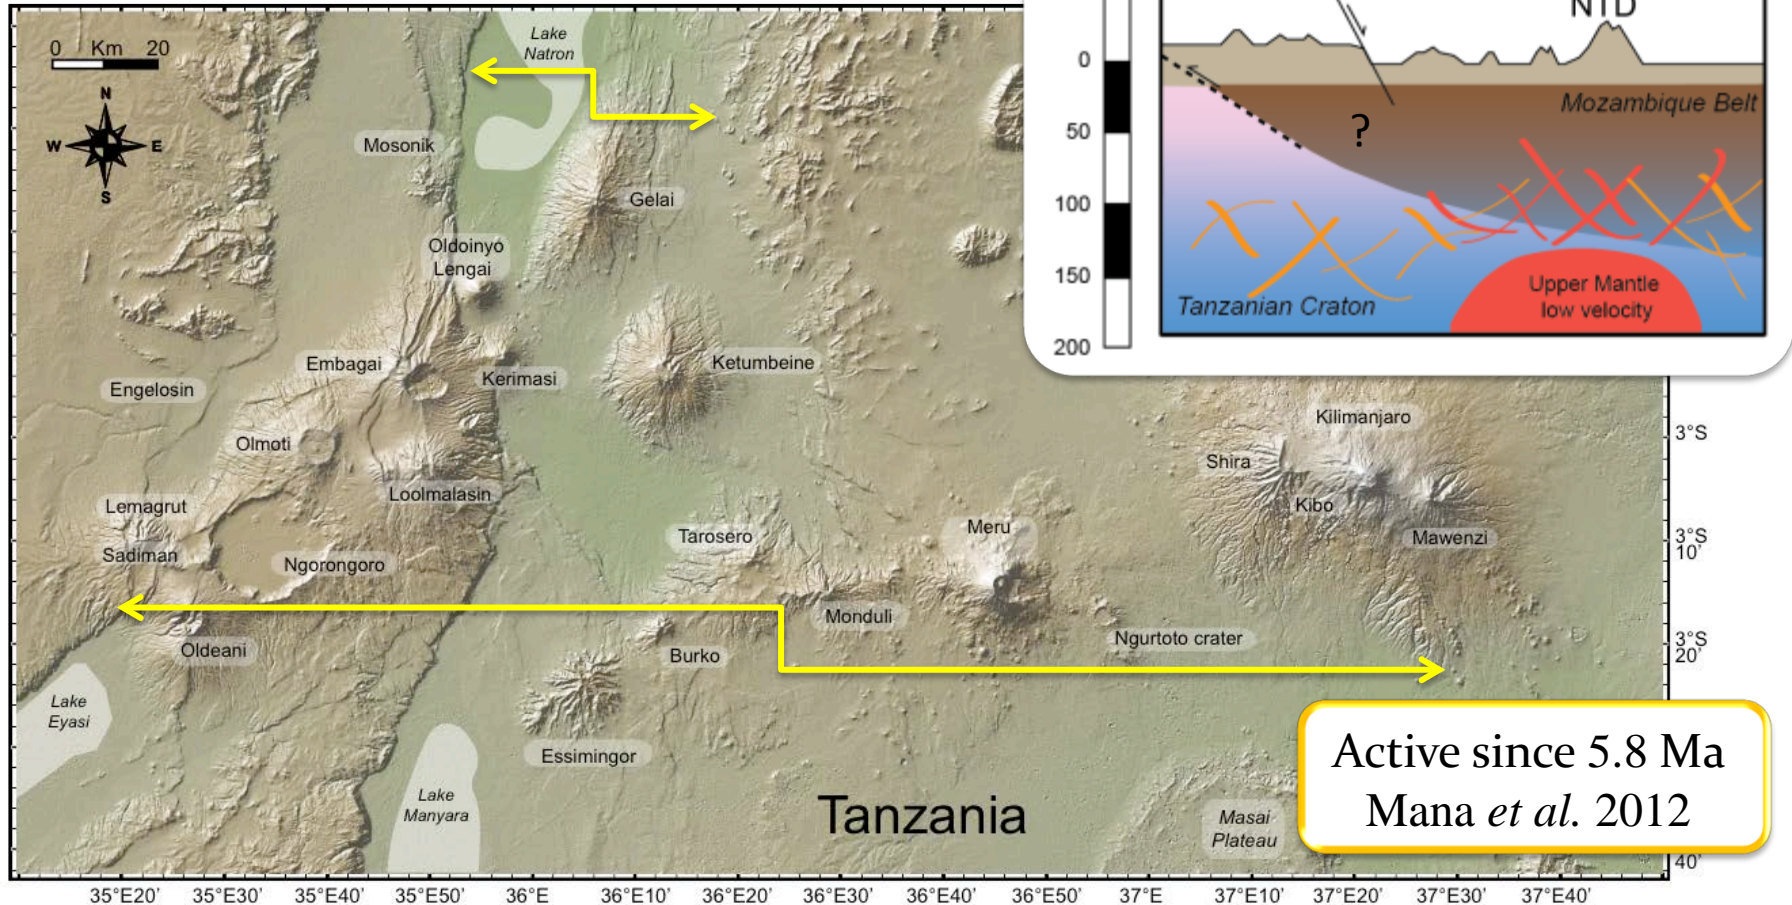 0 Km 20
N
W E
S
Lake
Natron
Mosonik
Gelai
Oldoinyo
Lengai
Embagai
Kerimasi
Ketumbeine
Engelosin
Olmoti
Loolmalasin
Lemagrut
Sadiman
Ngorongoro
Oldeani
Lake
Eyasi
Tarosero
Meru
Monduli
Burko
Essimingor
Lake
Manyara
Kilimanjaro
Shira
Kibo
Mawenzi
Ngurtoto crater
Tanzania
Masai
Plateau
NTD
0
50
100
150
200
Mozambique Belt
?
Upper Mantle
low velocity
Tanzanian Craton
3°S
3°S
10'
3°S
20'
40'
Active since 5.8 Ma
Mana et al. 2012
35°E20' 35°E30' 35°E40' 35°E50' 36°E 36°E10' 36°E20' 36°E30' 36°E40' 36°E50' 37°E 37°E10' 37°E20' 37°E30' 37°E40'